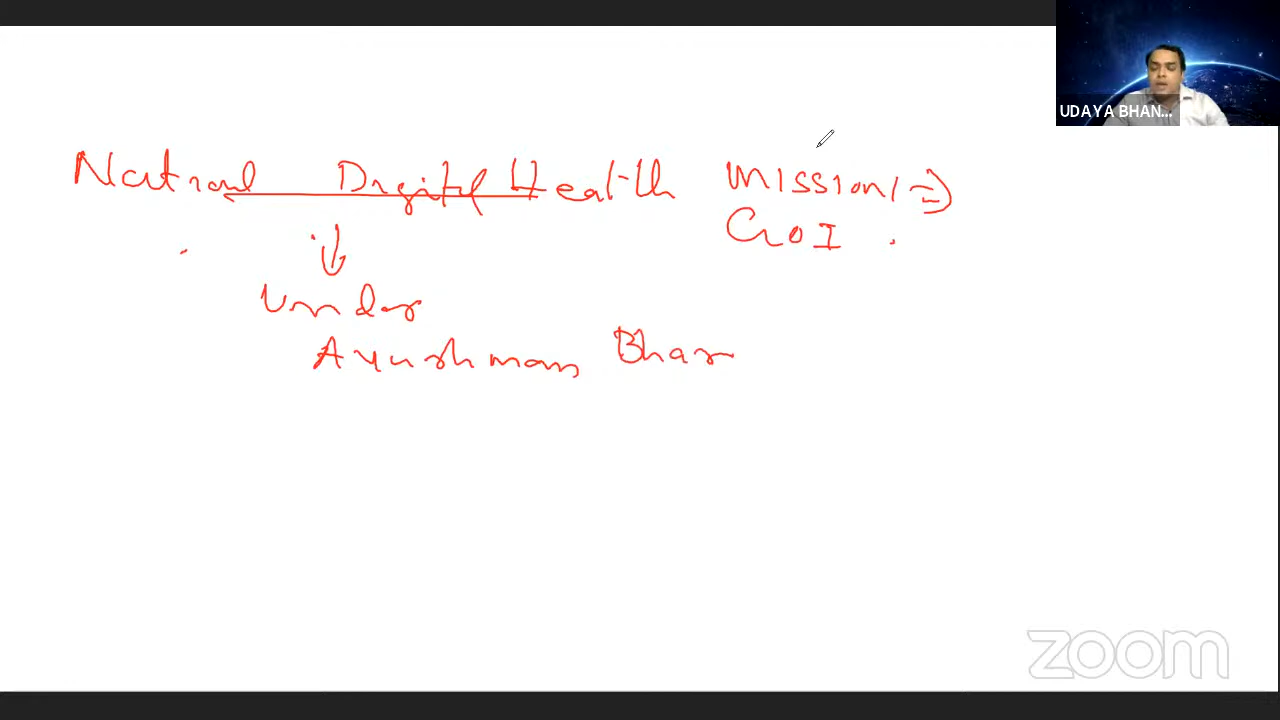 UDAYA BHAN...
National Digital Health Mission ⇒
GOI
↓
Under
Ayushman Bhar
zoom